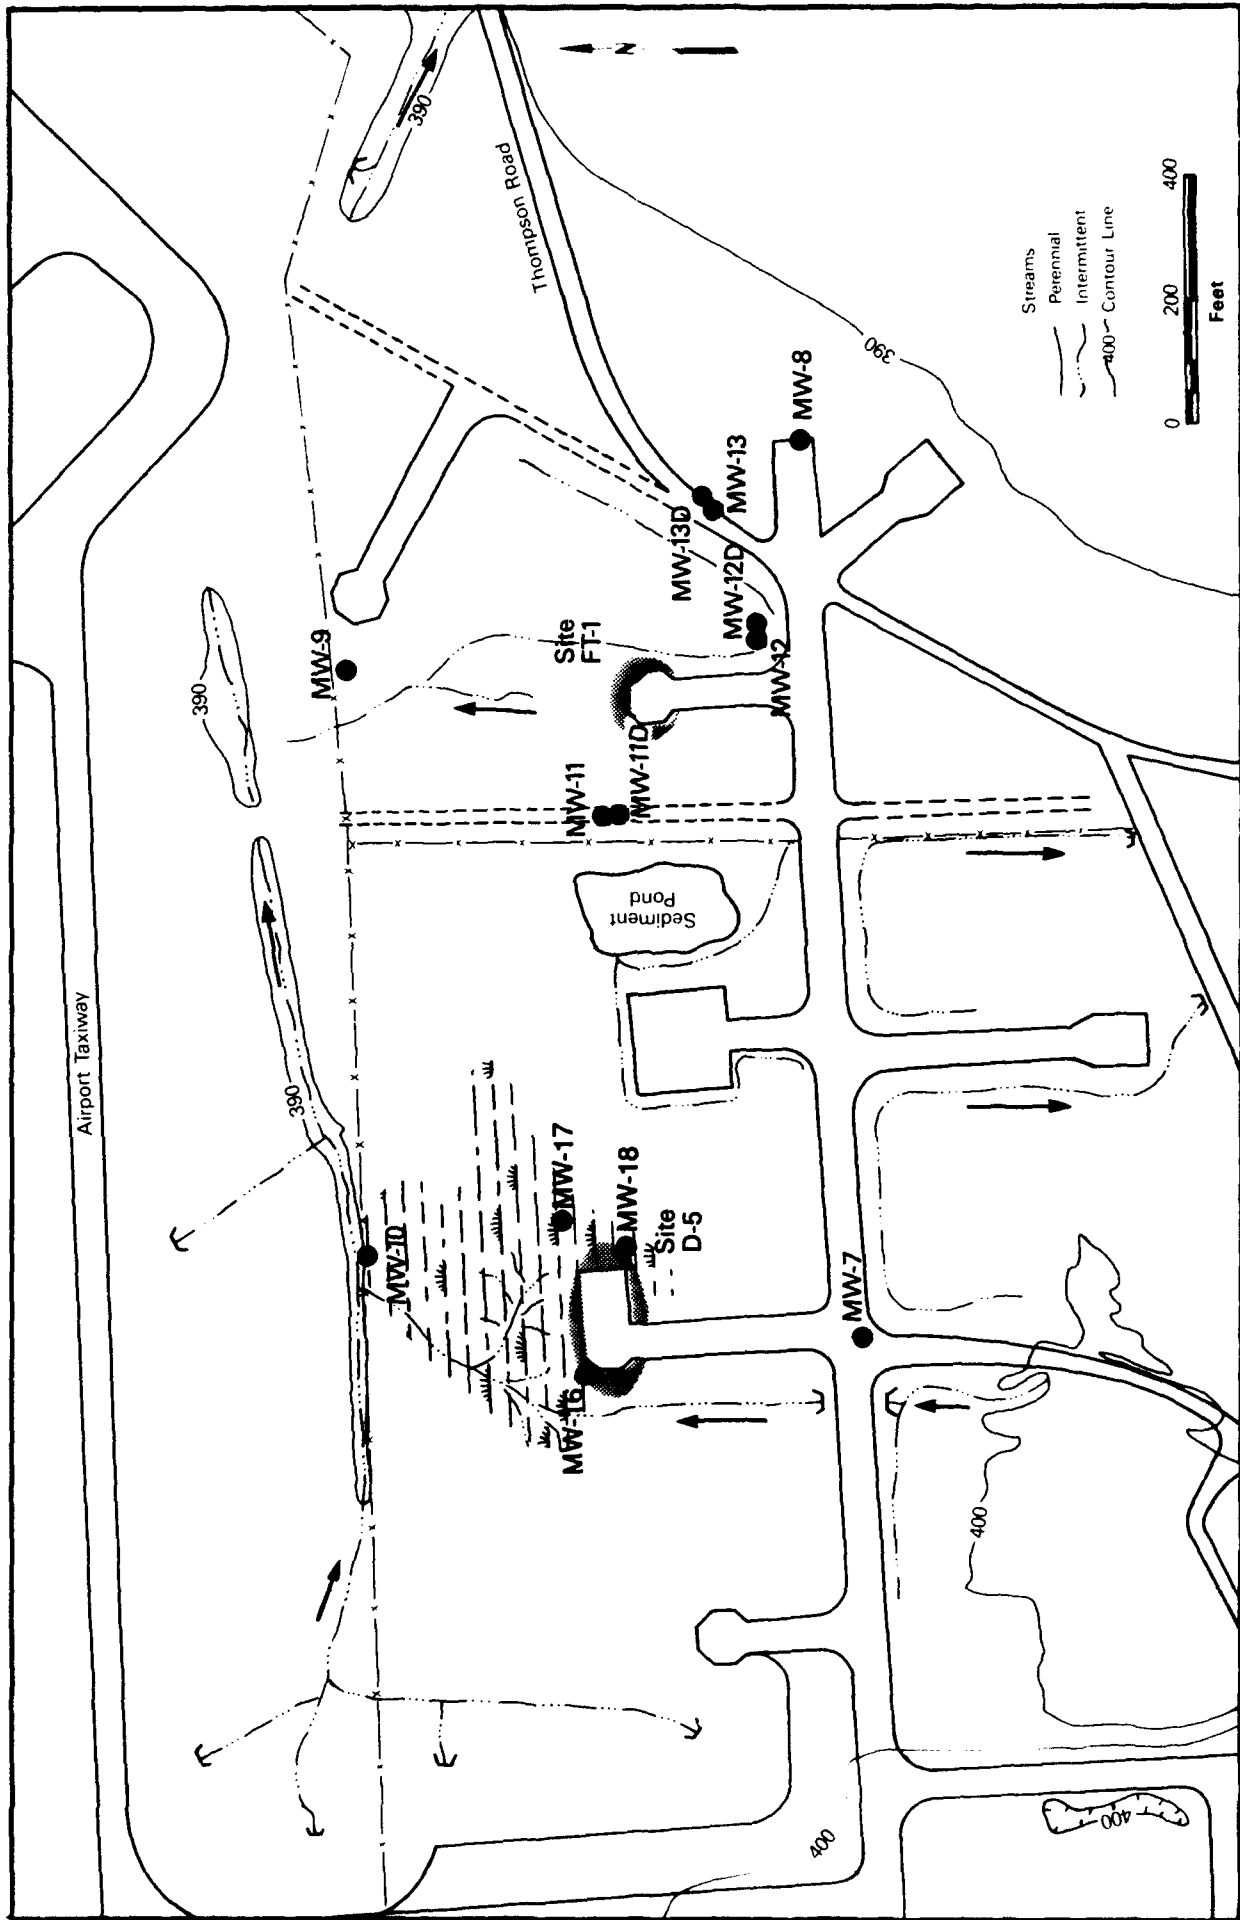 N
390
Thompson Road
Streams
Perennial
Intermittent
400 Contour Line
0 200 400
Feet
390
MW-8
MW-13
MW-13D
MW-12D
MW-12
Site
FT-1
MW-9
390
MW-11
MW-11D
Sediment
Pond
Airport Taxiway
390
MW-10
MW-17
MW-18
Site
D-5
MW-16
MW-7
400
400
400